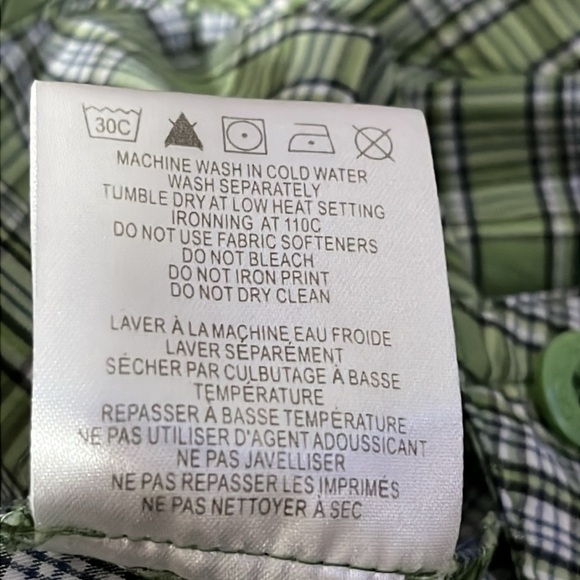 30C
MACHINE WASH IN COLD WATER
WASH SEPARATELY
TUMBLE DRY AT LOW HEAT SETTING
IRONNING AT 110C
DO NOT USE FABRIC SOFTENERS
DO NOT BLEACH
DO NOT IRON PRINT
DO NOT DRY CLEAN
LAVER À LA MACHINE EAU FROIDE
LAVER SÉPARÉMENT
SÉCHER PAR CULBUTAGE À BASSE
TEMPÉRATURE
REPASSER À BASSE TEMPÉRATURE
NE PAS UTILISER D'AGENT ADOUSSICANT
NE PAS JAVELLISER
NE PAS REPASSER LES IMPRIMÉS
NE PAS NETTOYER À SEC